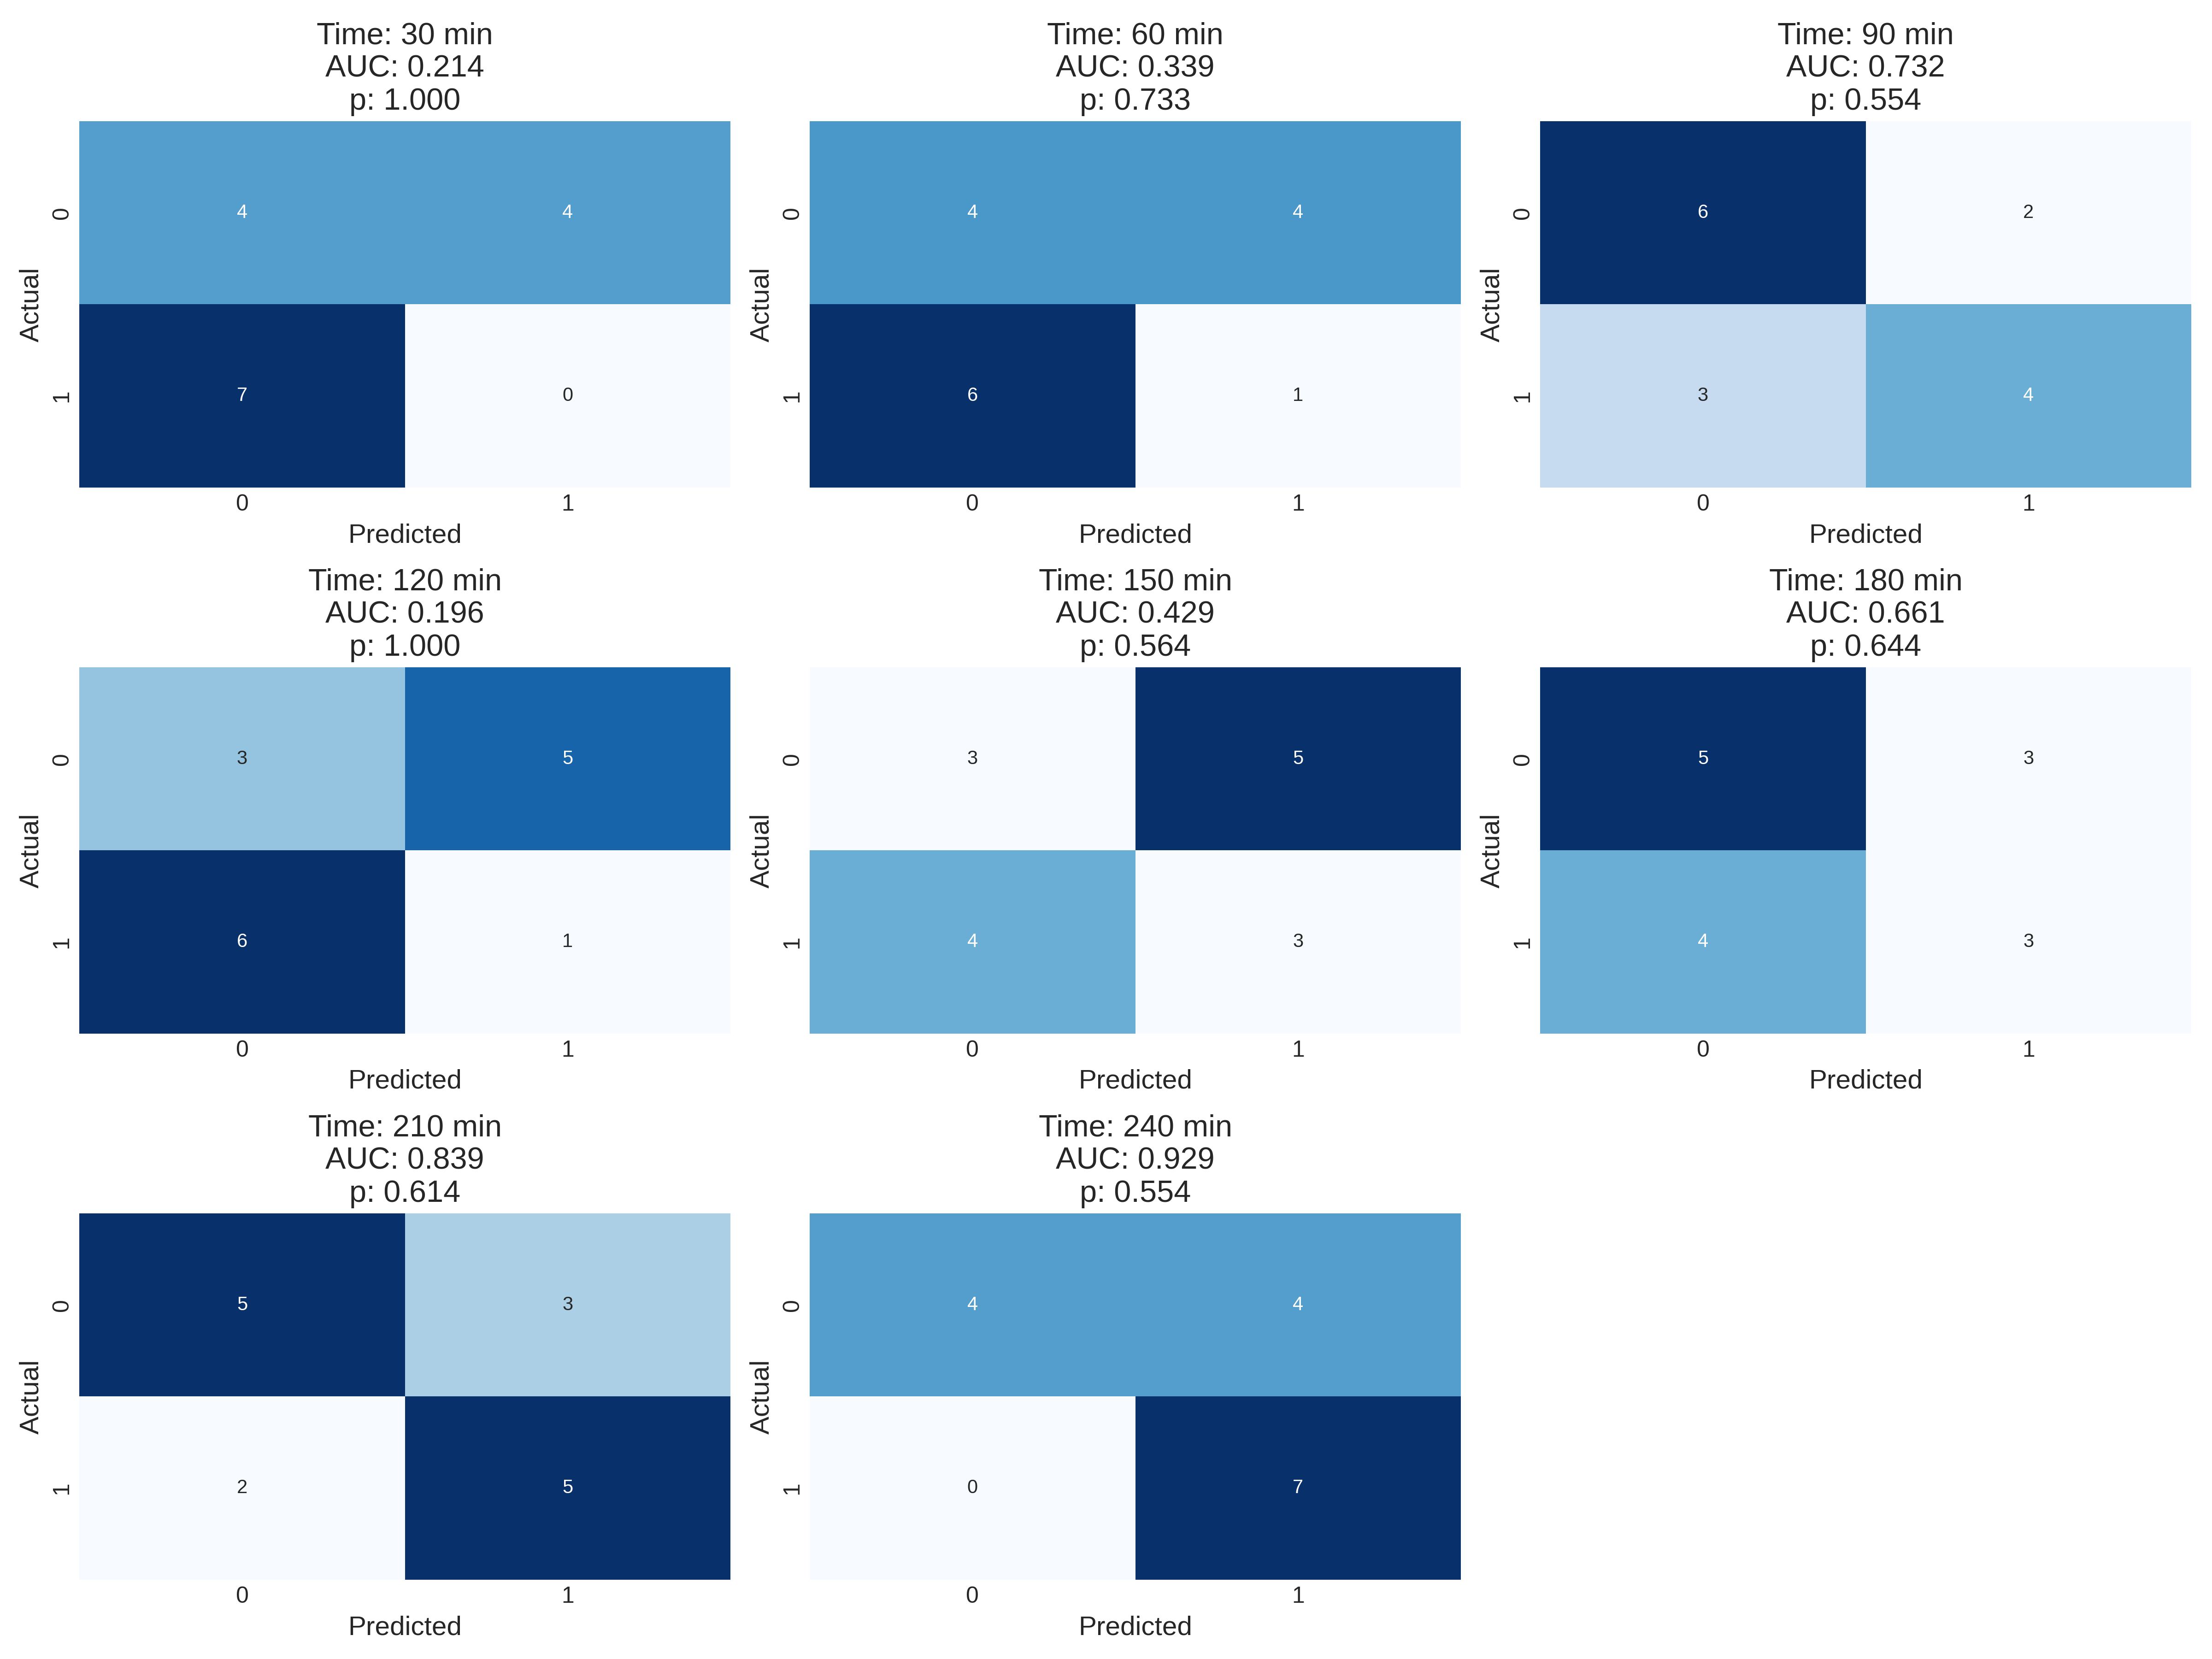 Time: 30 min
AUC: 0.214
p: 1.000
0
4
4
Actual
1
7
0
0
1
Predicted
Time: 60 min
AUC: 0.339
p: 0.733
0
4
4
Actual
1
6
1
0
1
Predicted
Time: 90 min
AUC: 0.732
p: 0.554
0
6
2
Actual
1
3
4
0
1
Predicted
Time: 120 min
AUC: 0.196
p: 1.000
0
3
5
Actual
1
6
1
0
1
Predicted
Time: 150 min
AUC: 0.429
p: 0.564
0
3
5
Actual
1
4
3
0
1
Predicted
Time: 180 min
AUC: 0.661
p: 0.644
0
5
3
Actual
1
4
3
0
1
Predicted
Time: 210 min
AUC: 0.839
p: 0.614
0
5
3
Actual
1
2
5
0
1
Predicted
Time: 240 min
AUC: 0.929
p: 0.554
0
4
4
Actual
1
0
7
0
1
Predicted